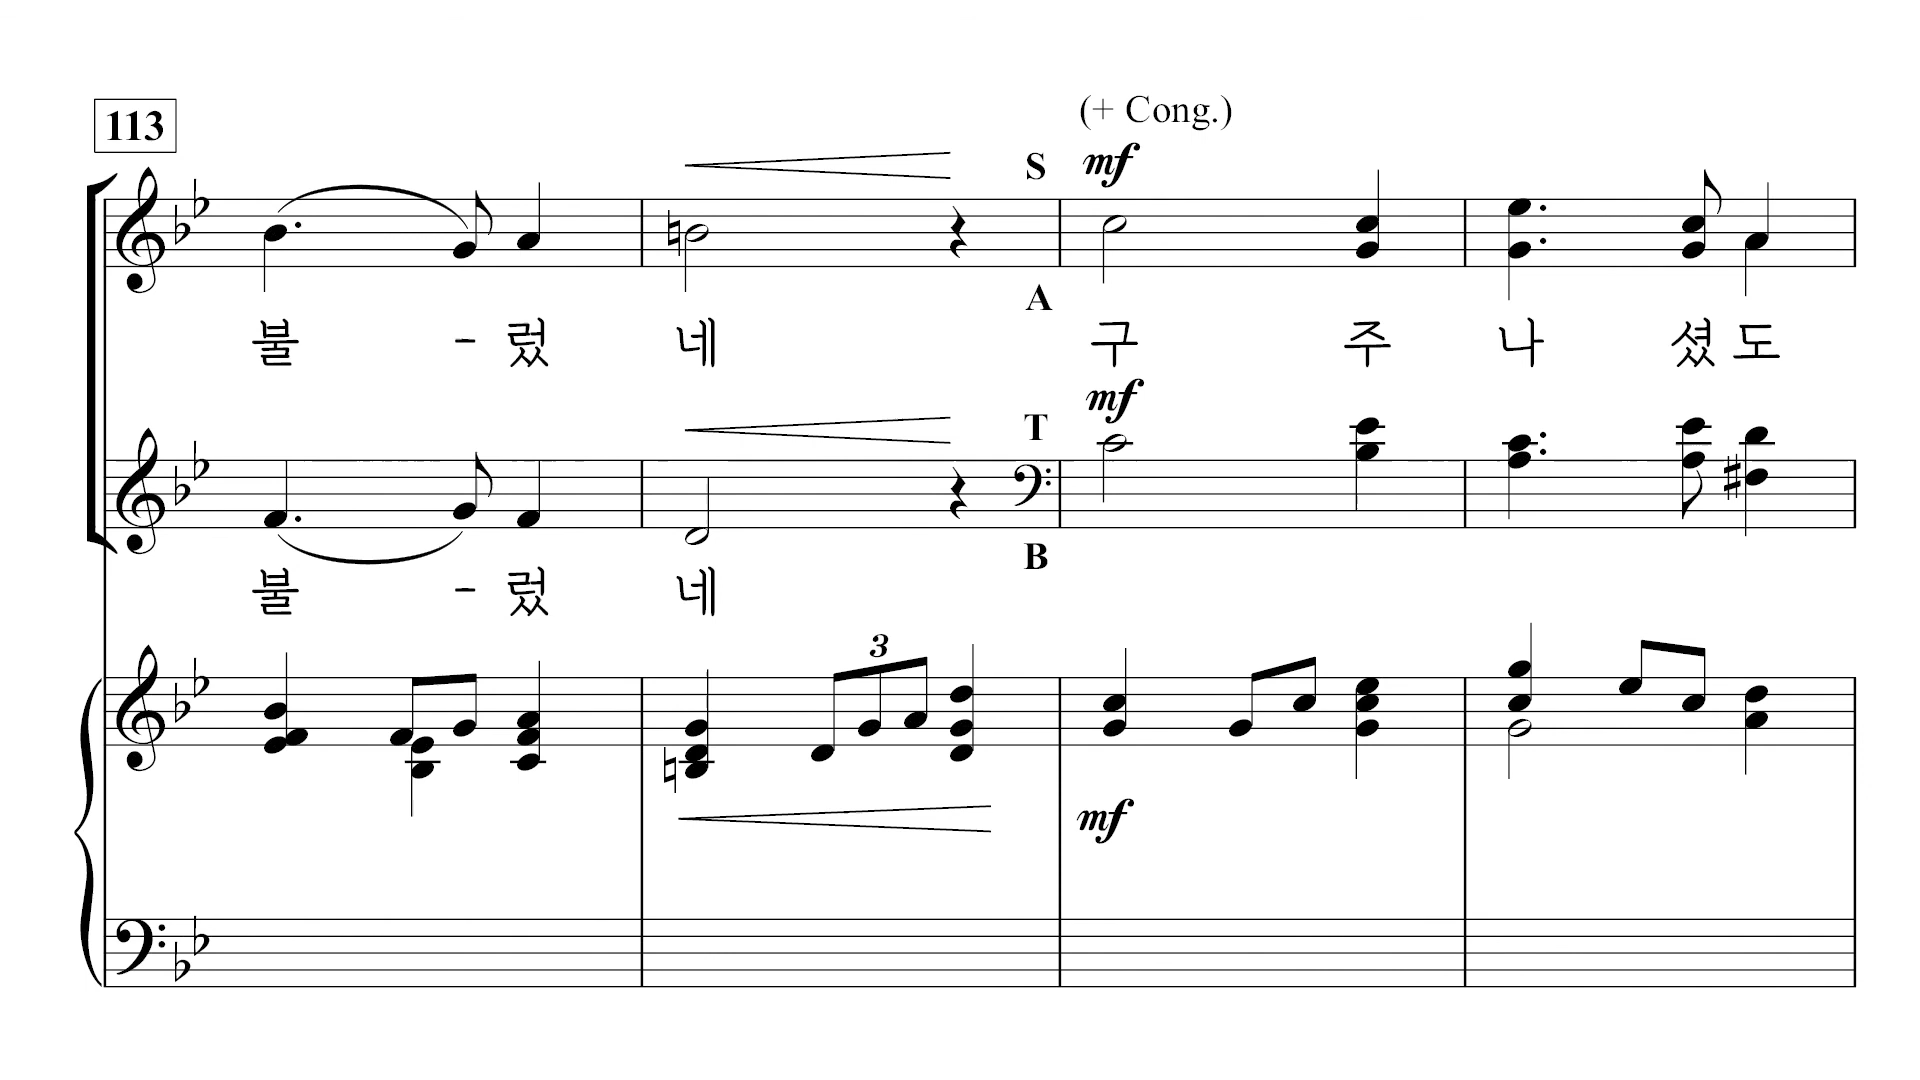 113
(+ Cong.)
S mf
A
불 - 렀 네 구 주 나 셨 도
mf
T
B
불 - 렀 네
3
mf